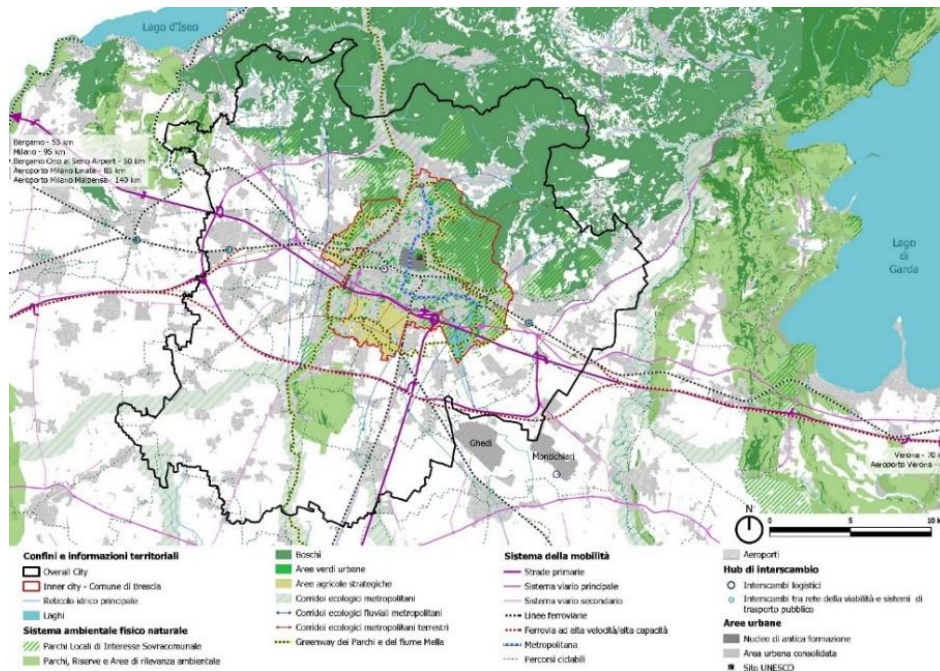 Lago d'Iseo
Bergamo - 55 km
Milano - 95 km
Bergamo Orio al Serio Airport - 50 km
Aeroporto Milano Linate - 85 km
Aeroporto Milano Malpensa - 140 km
Lago
di
Garda
Ghedi
Montichiari
Verona - 70
Aeroporto Verona -
N
0 5 10
Confini e informazioni territoriali
Overall City
Inner city - Comune di Brescia
Reticolo idrico principale
Laghi
Sistema ambientale fisico naturale
Parchi Locali di Interesse Sovracomunale
Parchi, Riserve e Aree di rilevanza ambientale
Boschi
Aree verdi urbane
Aree agricole strategiche
Corridoi ecologici metropolitani
Corridoi ecologici fluviali metropolitani
Corridoi ecologici metropolitani terrestri
Greenway dei Parchi e del fiume Mella
Sistema della mobilità
Strade primarie
Sistema viario principale
Sistema viario secondario
Linee ferroviarie
Ferrovia ad alta velocità/alta capacità
Metropolitana
Percorsi ciclabili
Aeroporti
Hub di interscambio
Interscambi logistici
Interscambi tra rete della viabilità e sistemi di
trasporto pubblico
Aree urbane
Nucleo di antica formazione
Area urbana consolidata
Sito UNESCO